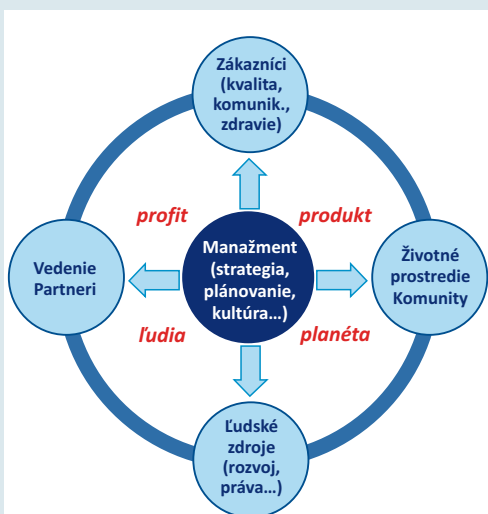 Zákazníci
(kvalita,
komunik.,
zdravie)
profit
produkt
Vedenie
Partneri
Manažment
(strategia,
plánovanie,
kultúra...)
Životné
prostredie
Komunity
ľudia
planéta
Ľudské
zdroje
(rozvoj,
práva...)